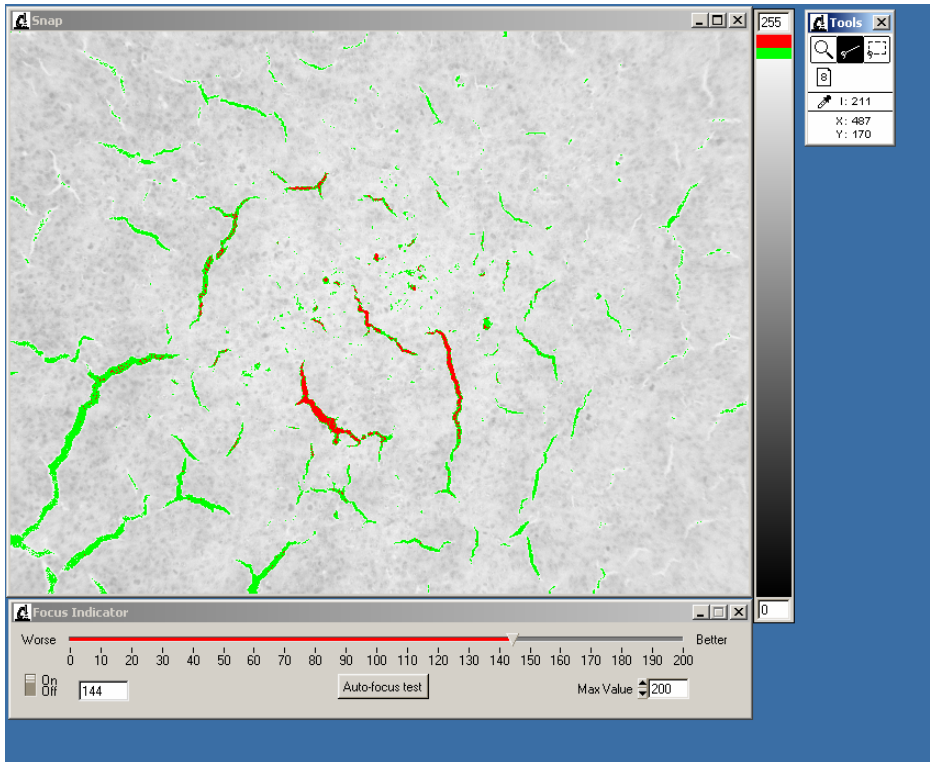 Snap
255
Tools
8
I: 211
X: 487
Y: 170
0
Focus Indicator
Worse
Better
0 10 20 30 40 50 60 70 80 90 100 110 120 130 140 150 160 170 180 190 200
On
Off
144
Auto-focus test
Max Value 200